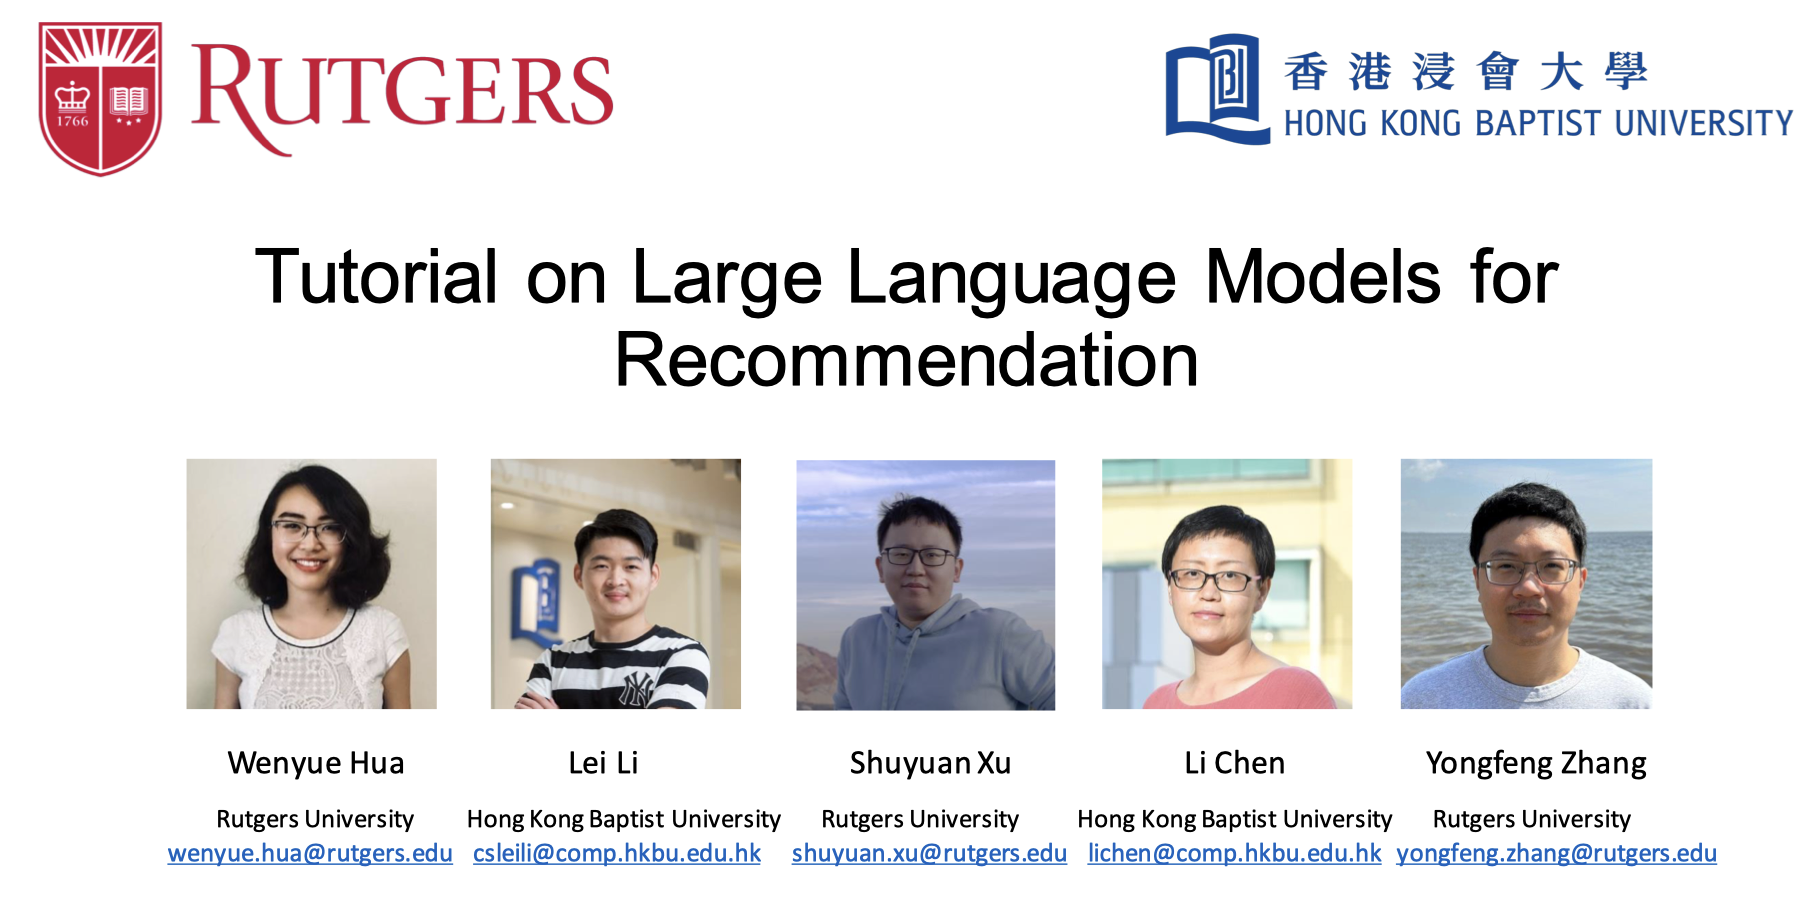 1766
RUTGERS
香港浸會大學
HONG KONG BAPTIST UNIVERSITY
Tutorial on Large Language Models for
Recommendation
NY
Wenyue Hua
Lei Li
Shuyuan Xu
Li Chen
Yongfeng Zhang
Rutgers University
Hong Kong Baptist University
Rutgers University
Hong Kong Baptist University
Rutgers University
wenyue.hua@rutgers.edu
csleili@comp.hkbu.edu.hk
shuyuan.xu@rutgers.edu
lichen@comp.hkbu.edu.hk
yongfeng.zhang@rutgers.edu